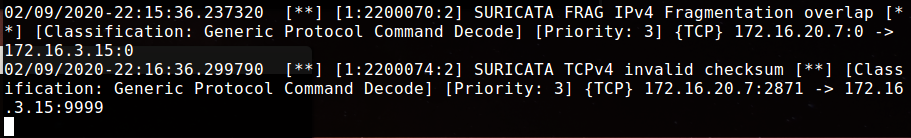 02/09/2020-22:15:36.237320  [**] [1:2200070:2] SURICATA FRAG IPv4 Fragmentation overlap [*
*] [Classification: Generic Protocol Command Decode] [Priority: 3] {TCP} 172.16.20.7:0 ->
172.16.3.15:0
02/09/2020-22:16:36.299790  [**] [1:2200074:2] SURICATA TCPv4 invalid checksum [**] [Class
ification: Generic Protocol Command Decode] [Priority: 3] {TCP} 172.16.20.7:2871 -> 172.16
.3.15:9999